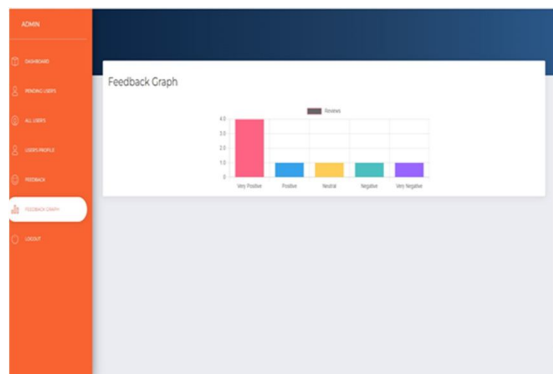 ADMIN
DASHBOARD
PENDING USERS
ALL USERS
USER'S PROFILE
FEEDBACK
FEEDBACK GRAPH
LOGOUT
Feedback Graph
Reviews
4.0
3.0
2.0
1.0
0
Very Positive
Positive
Neutral
Negative
Very Negative